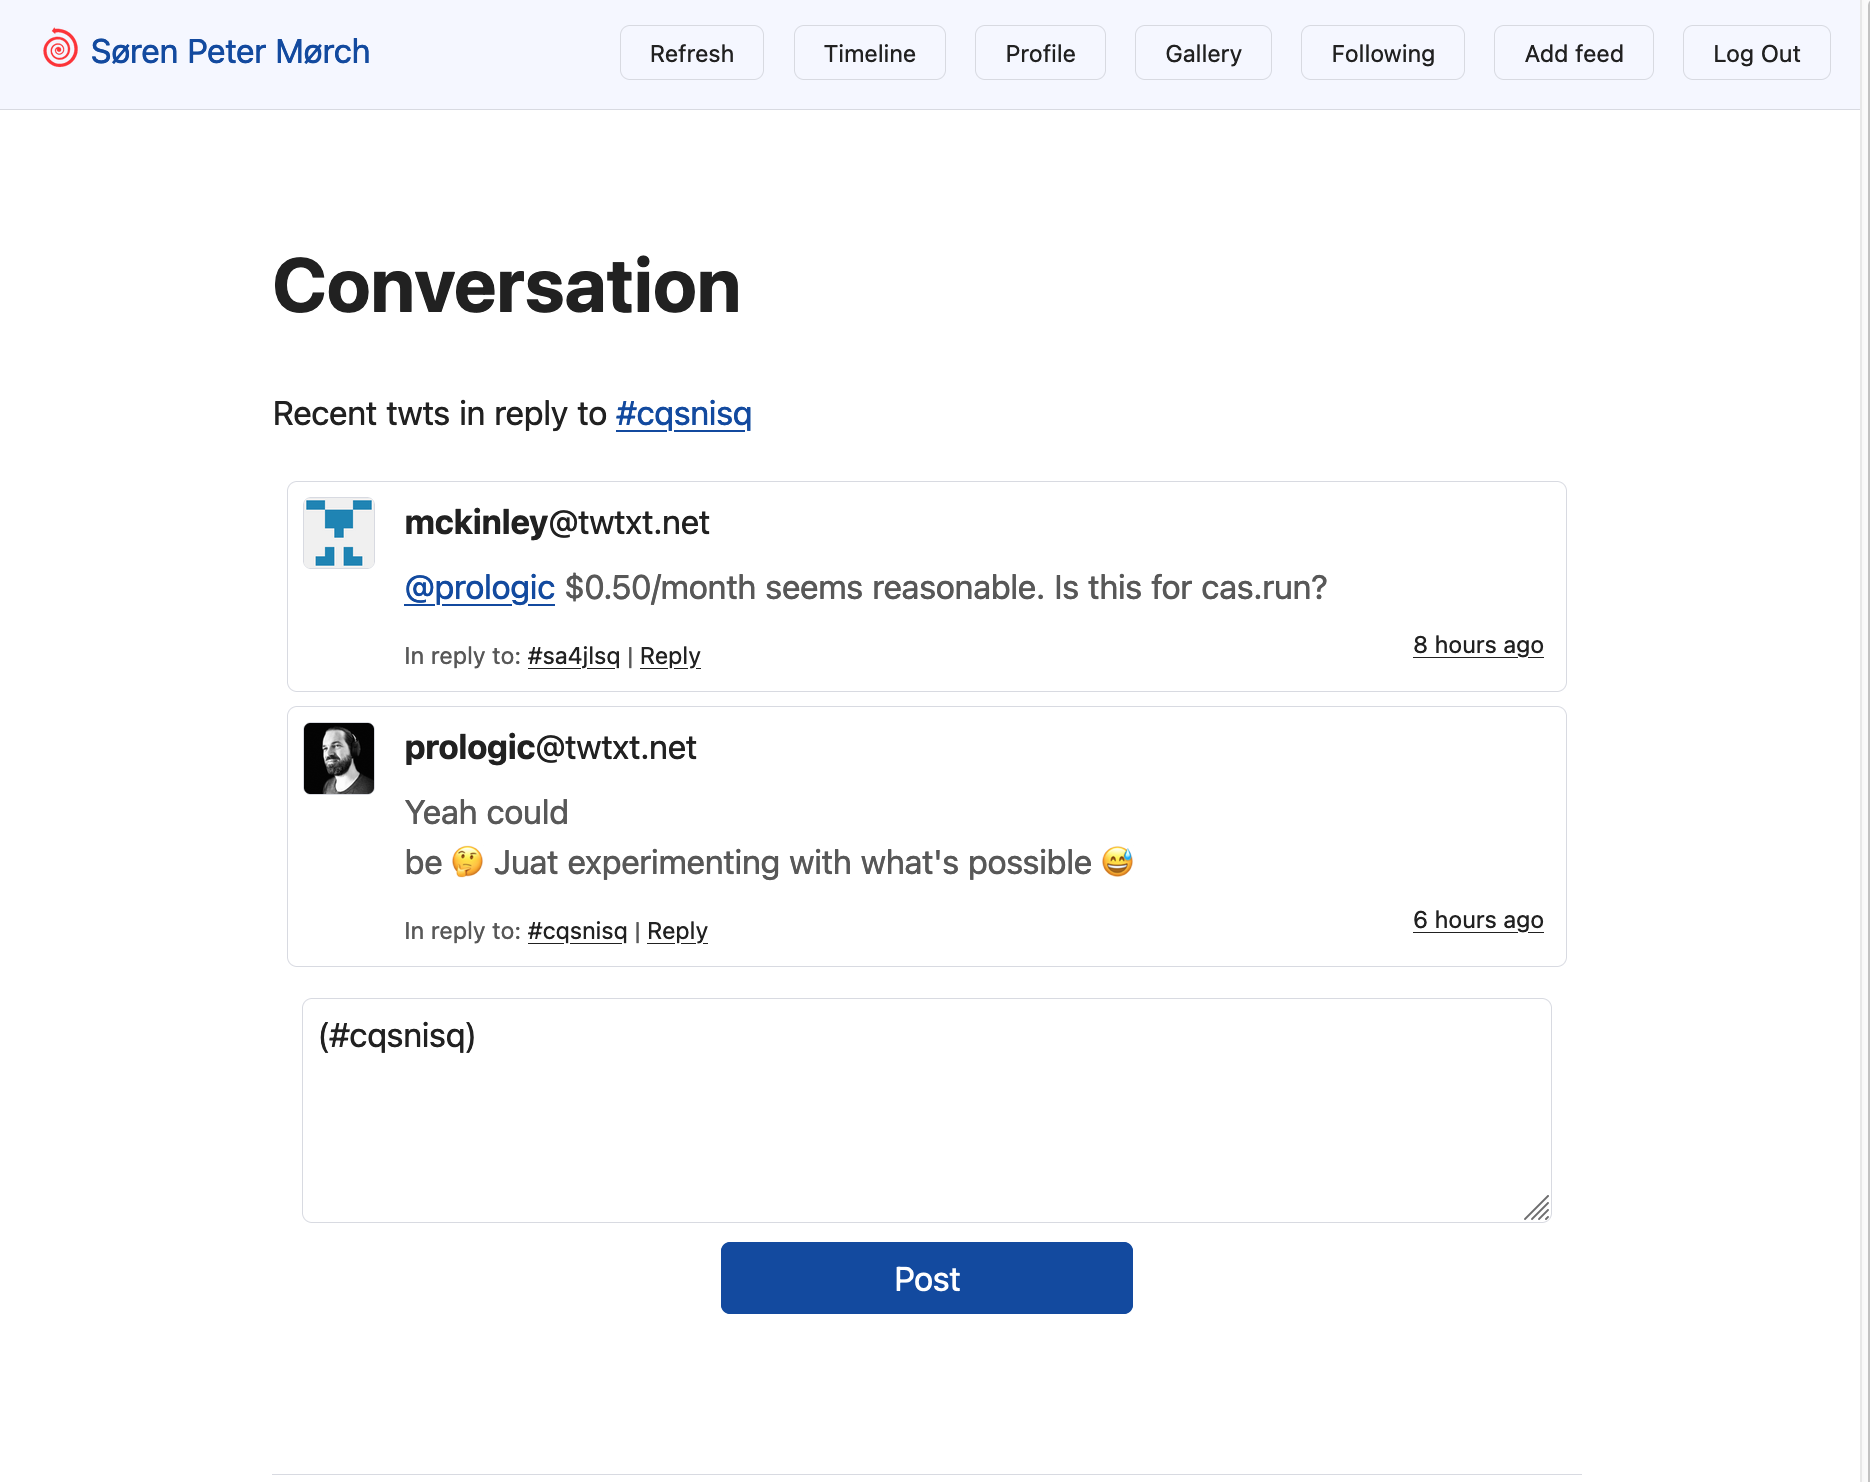 Søren Peter Mørch
Refresh
Timeline
Profile
Gallery
Following
Add feed
Log Out
Conversation
Recent twts in reply to #cqsnisq
mckinley@twtxt.net
@prologic $0.50/month seems reasonable. Is this for cas.run?
In reply to: #sa4jlsq | Reply
8 hours ago
prologic@twtxt.net
Yeah could
be 🤔 Juat experimenting with what's possible 😅
In reply to: #cqsnisq | Reply
6 hours ago
(#cqsnisq)
Post